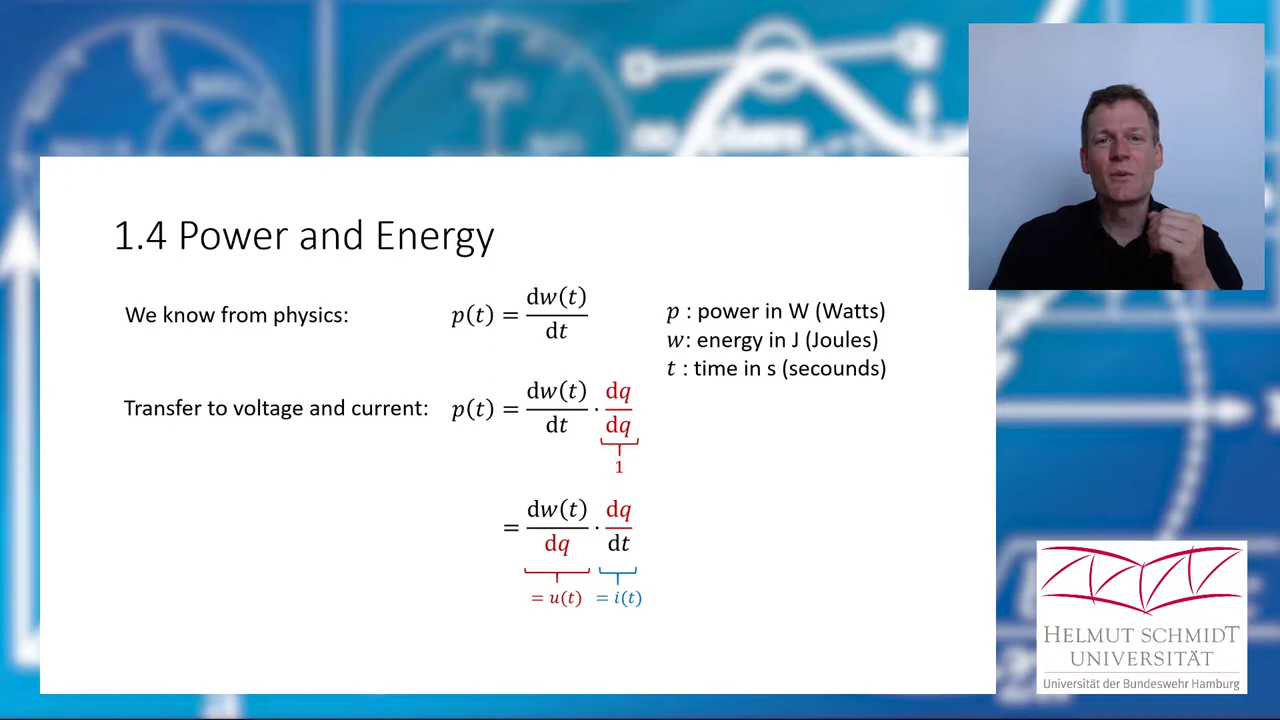 1.4 Power and Energy
We know from physics: p(t) = dw(t)/dt
p : power in W (Watts)
w: energy in J (Joules)
t : time in s (secounds)
Transfer to voltage and current: p(t) = dw(t)/dt · dq/dq
1
= dw(t)/dq · dq/dt
= u(t) = i(t)
HELMUT SCHMIDT
UNIVERSITÄT
Universität der Bundeswehr Hamburg